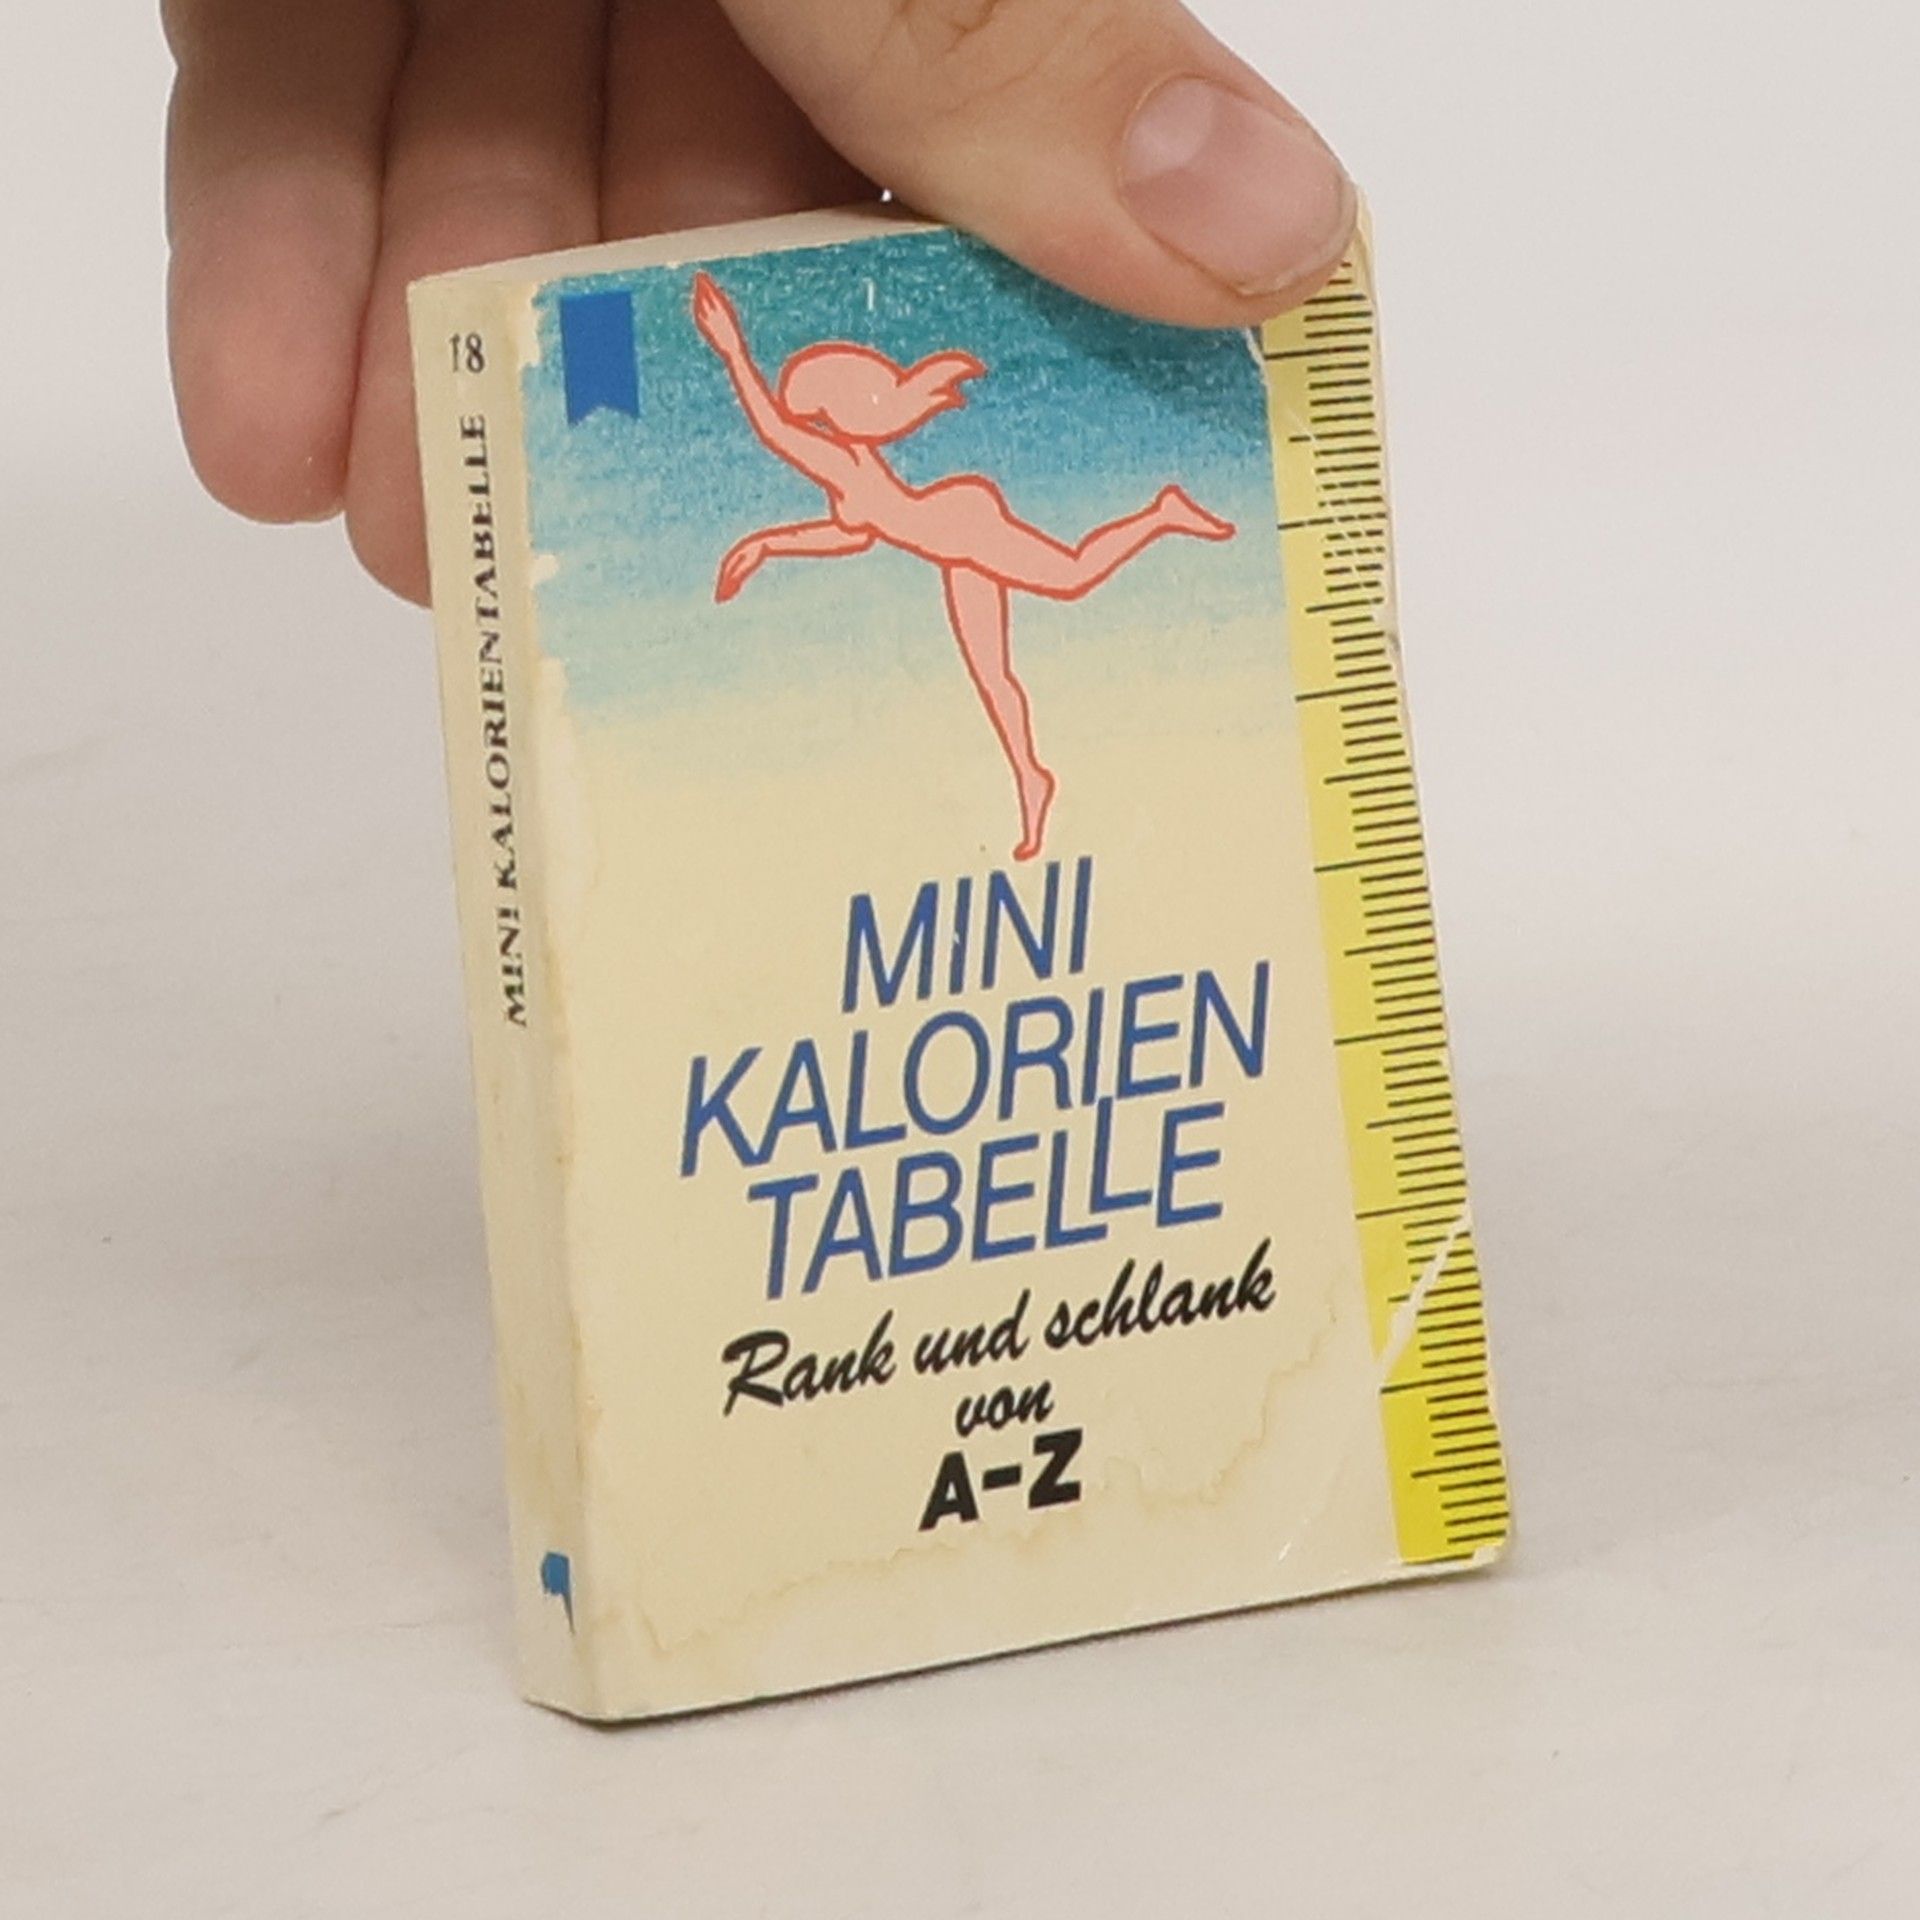 18
MINI KALORIENTABELLE
MINI
KALORIEN
TABELLE
Rank und schlank
von
A-Z